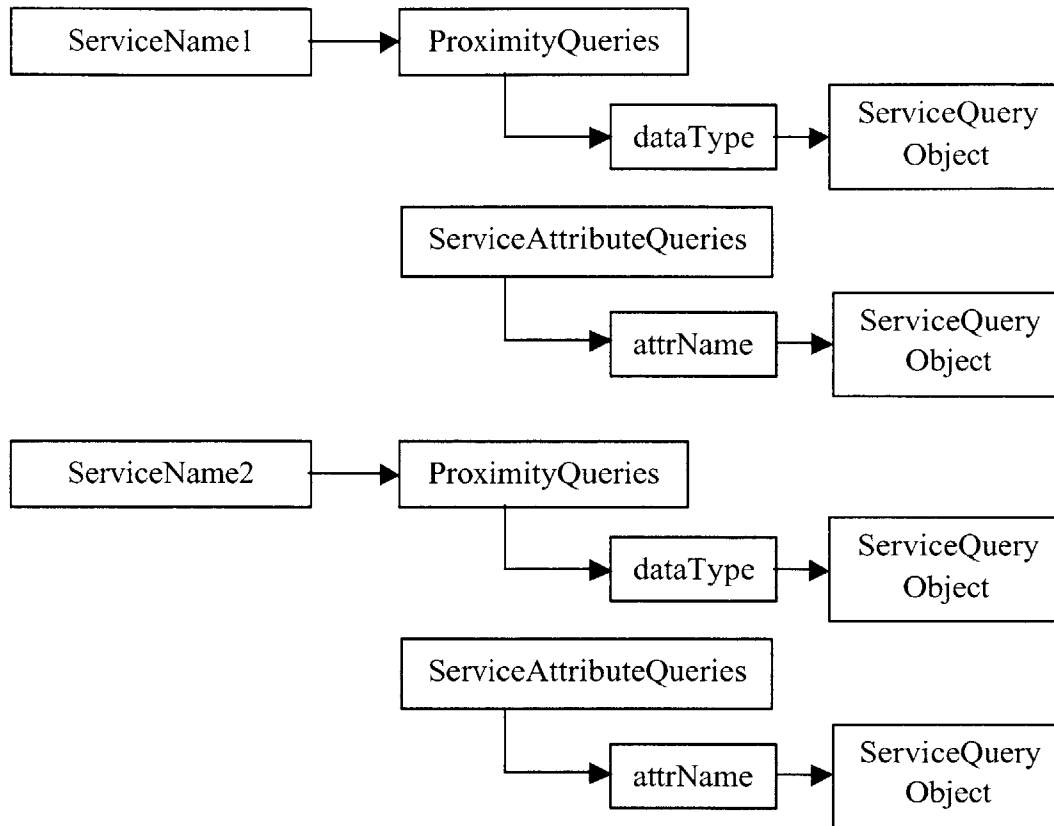 ServiceName1
ProximityQueries
dataType
ServiceQuery
Object
ServiceAttributeQueries
attrName
ServiceQuery
Object
ServiceName2
ProximityQueries
dataType
ServiceQuery
Object
ServiceAttributeQueries
attrName
ServiceQuery
Object